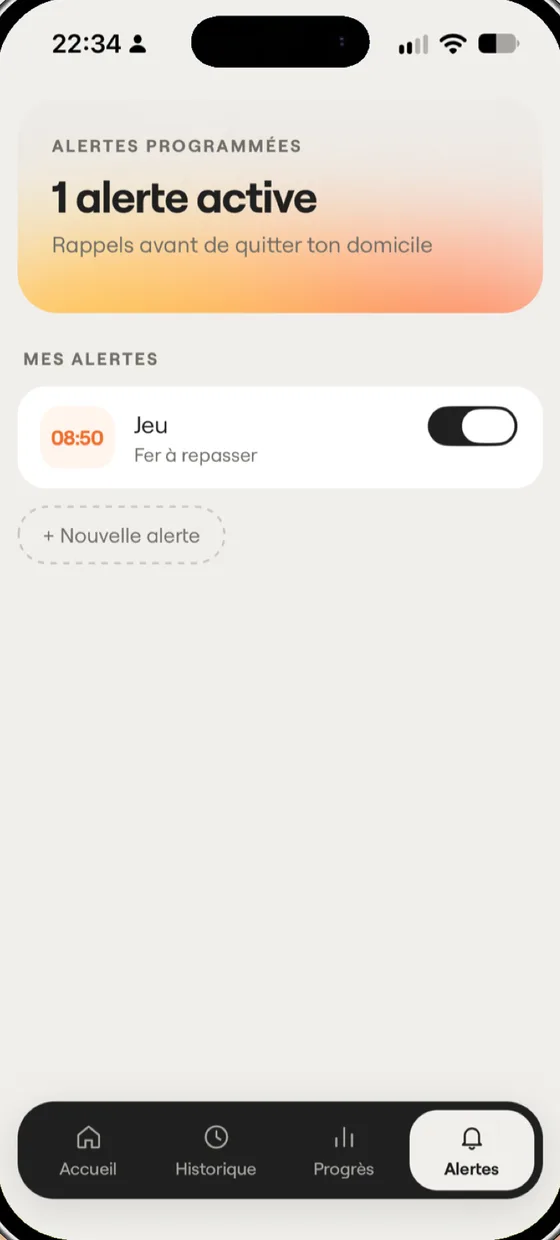 22:34
ALERTES PROGRAMMÉES
1 alerte active
Rappels avant de quitter ton domicile
MES ALERTES
08:50
Jeu
Fer à repasser
+ Nouvelle alerte
Accueil
Historique
Progrès
Alertes